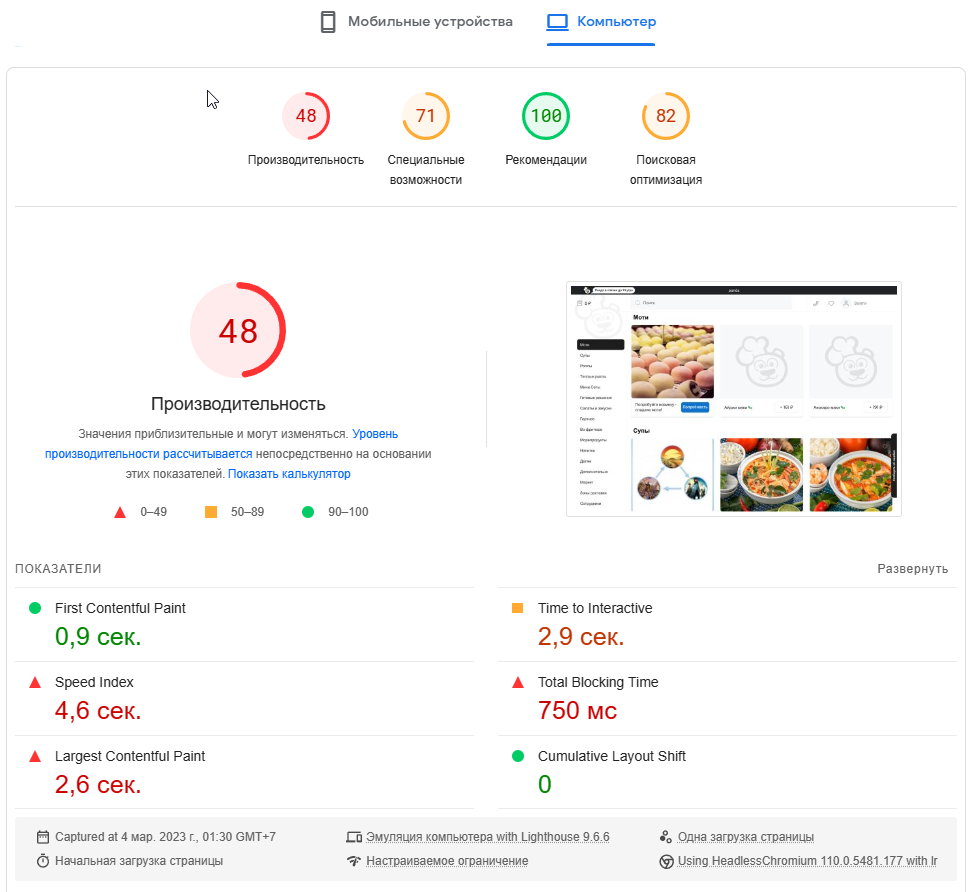 Мобильные устройства
Компьютер
48
71
100
82
Производительность
Специальные
возможности
Рекомендации
Поисковая
оптимизация
48
Производительность
Значения приблизительные и могут изменяться. Уровень
производительности рассчитывается непосредственно на основании
этих показателей. Показать калькулятор
0–49
50–89
90–100
Поиск
Войти
Моти
Моти
Супы
Роллы
Супы
ПОКАЗАТЕЛИ
Развернуть
First Contentful Paint
0,9 сек.
Time to Interactive
2,9 сек.
Speed Index
4,6 сек.
Total Blocking Time
750 мс
Largest Contentful Paint
2,6 сек.
Cumulative Layout Shift
0
Captured at 4 мар. 2023 г., 01:30 GMT+7
Эмуляция компьютера with Lighthouse 9.6.6
Одна загрузка страницы
Начальная загрузка страницы
Настраиваемое ограничение
Using HeadlessChromium 110.0.5481.177 with lr